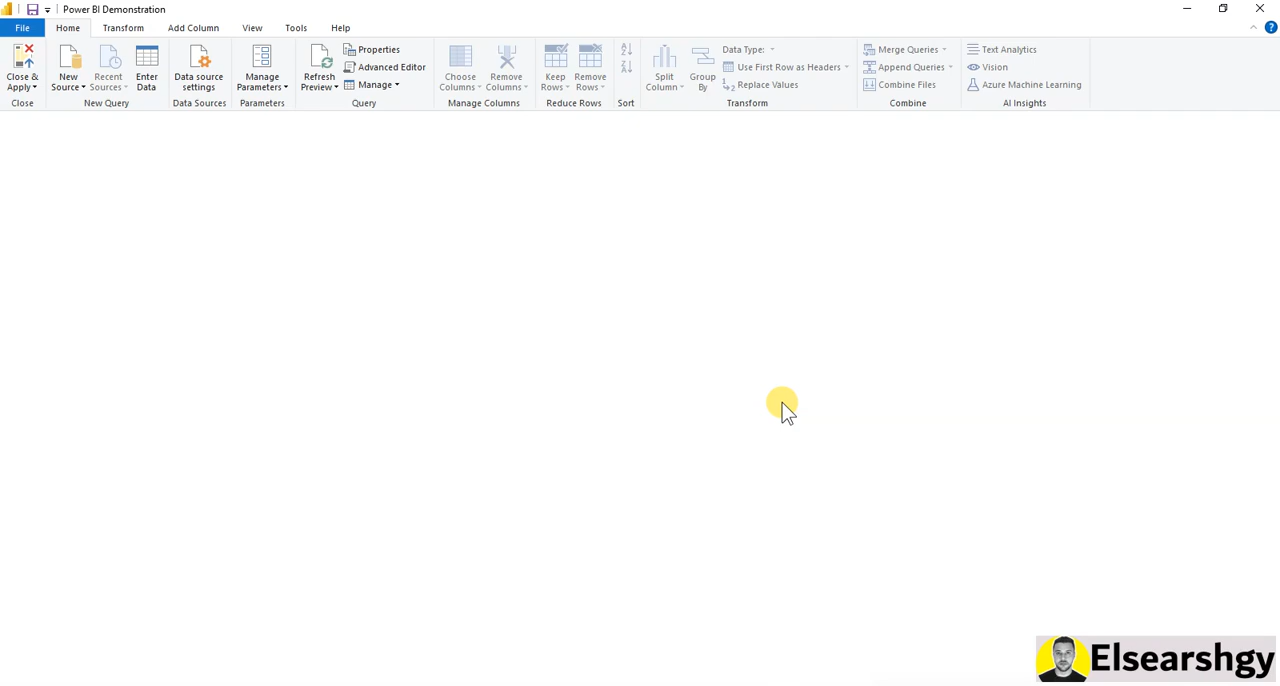 Power BI Demonstration
File Home Transform Add Column View Tools Help
Close & Apply
New Source
Recent Sources
Enter Data
Data source settings
Manage Parameters
Refresh Preview
Properties
Advanced Editor
Manage
Choose Columns
Remove Columns
Keep Rows
Remove Rows
Split Column
Group By
Data Type:
Use First Row as Headers
Replace Values
Merge Queries
Append Queries
Combine Files
Text Analytics
Vision
Azure Machine Learning
Close New Query Data Sources Parameters Query Manage Columns Reduce Rows Sort Transform Combine AI Insights
Elsearshgy